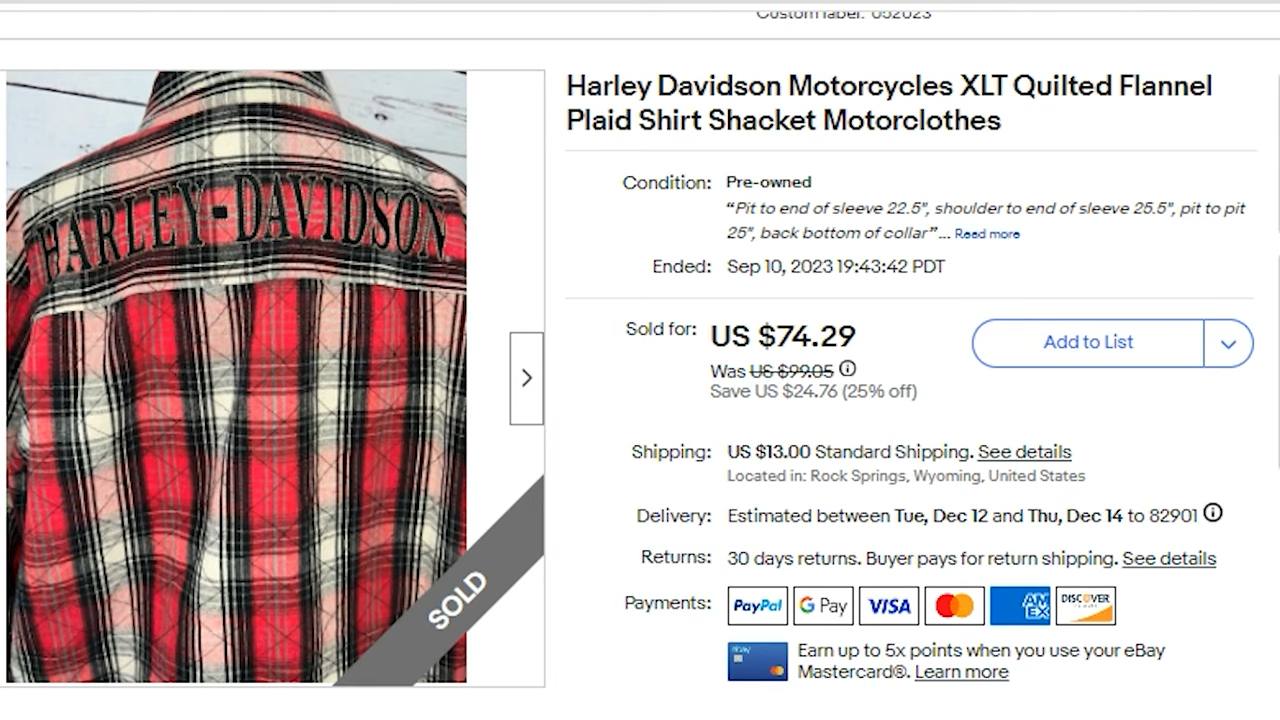 Custom label: 052023
Harley Davidson Motorcycles XLT Quilted Flannel
Plaid Shirt Shacket Motorclothes
HARLEY-DAVIDSON
SOLD
Condition: Pre-owned
"Pit to end of sleeve 22.5", shoulder to end of sleeve 25.5", pit to pit
25", back bottom of collar"... Read more
Ended: Sep 10, 2023 19:43:42 PDT
Sold for: US $74.29
Add to List
Was US $99.05
Save US $24.76 (25% off)
Shipping: US $13.00 Standard Shipping. See details
Located in: Rock Springs, Wyoming, United States
Delivery: Estimated between Tue, Dec 12 and Thu, Dec 14 to 82901
Returns: 30 days returns. Buyer pays for return shipping. See details
Payments: PayPal G Pay VISA AM EX DISCOVER
ebay
Earn up to 5x points when you use your eBay
Mastercard®. Learn more